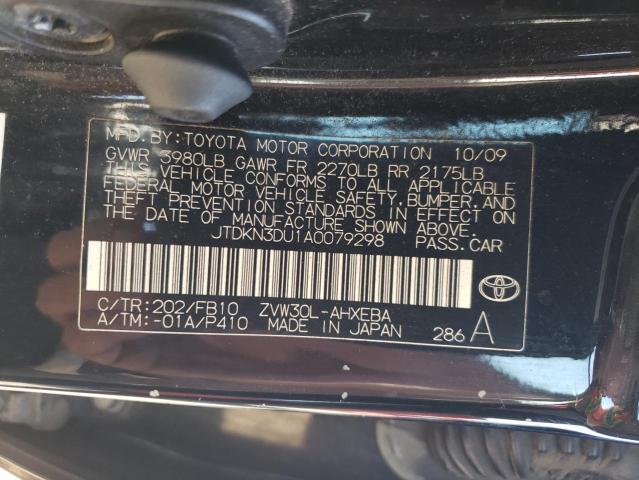 MFD.BY:TOYOTA MOTOR CORPORATION 10/09
GVWR 3980LB GAWR FR 2270LB RR 2175LB
THIS VEHICLE CONFORMS TO ALL APPLICABLE
FEDERAL MOTOR VEHICLE SAFETY,BUMPER,AND
THEFT PREVENTION STANDARDS IN EFFECT ON
THE DATE OF MANUFACTURE SHOWN ABOVE.
JTDKN3DU1A0079298 PASS.CAR
C/TR:202/FB10 ZVW30L-AHXEBA
A/TM:-01A/P410 MADE IN JAPAN 286 A